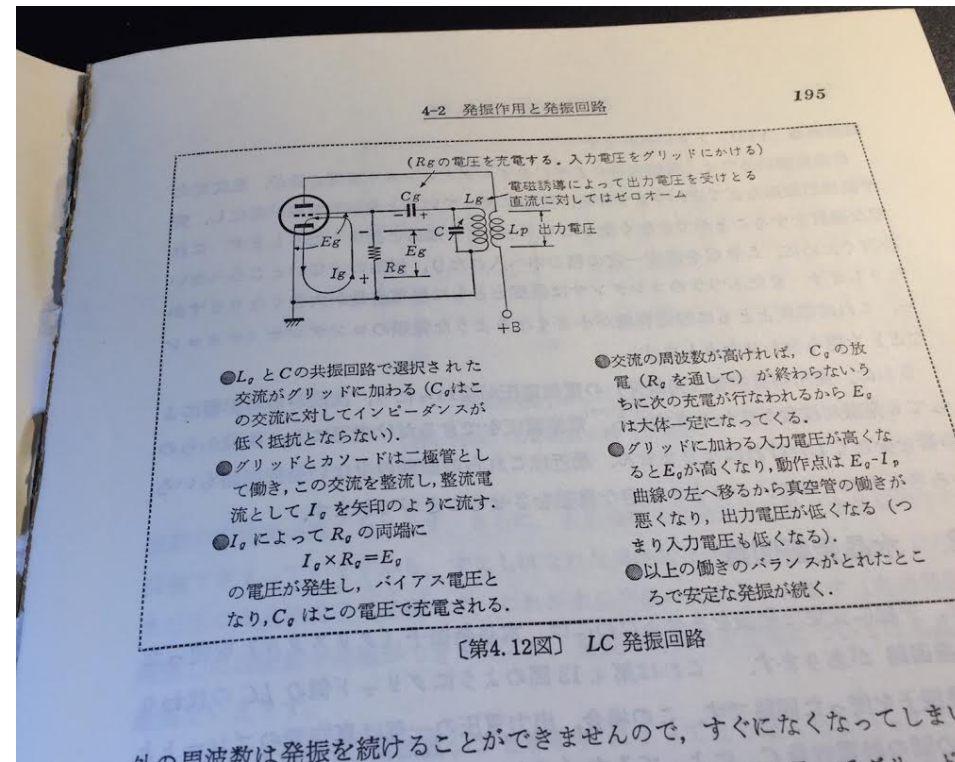 4-2 発振作用と発振回路
195
(Rgの電圧を充電する．入力電圧をグリッドにかける)
電磁誘導によって出力電圧を受けとる
直流に対してはゼロオーム
Cg
Lg
− +
Eg
−
C
Lp 出力電圧
Eg
Ig
+
Rg
+B
●LgとCの共振回路で選択された
交流がグリッドに加わる (Cgはこ
の交流に対してインピーダンスが
低く抵抗とならない)．
●グリッドとカソードは二極管とし
て働き，この交流を整流し，整流電
流として Ig を矢印のように流す．
●Ig によって Rg の両端に
Ig×Rg=Eg
の電圧が発生し，バイアス電圧と
なり，Cg はこの電圧で充電される．
●交流の周波数が高ければ， Cg の放
電 (Rg を通して) が終わらないう
ちに次の充電が行なわれるから Eg
は大体一定になってくる．
●グリッドに加わる入力電圧が高くな
るとEgが高くなり，動作点は Eg-Ip
曲線の左へ移るから真空管の働きが
悪くなり，出力電圧が低くなる (つ
まり入力電圧も低くなる)．
●以上の働きのバランスがとれたとこ
ろで安定な発振が続く．
〔第4.12図〕 LC 発振回路
外の周波数は発振を続けることができませんので，すぐになくなってしまい